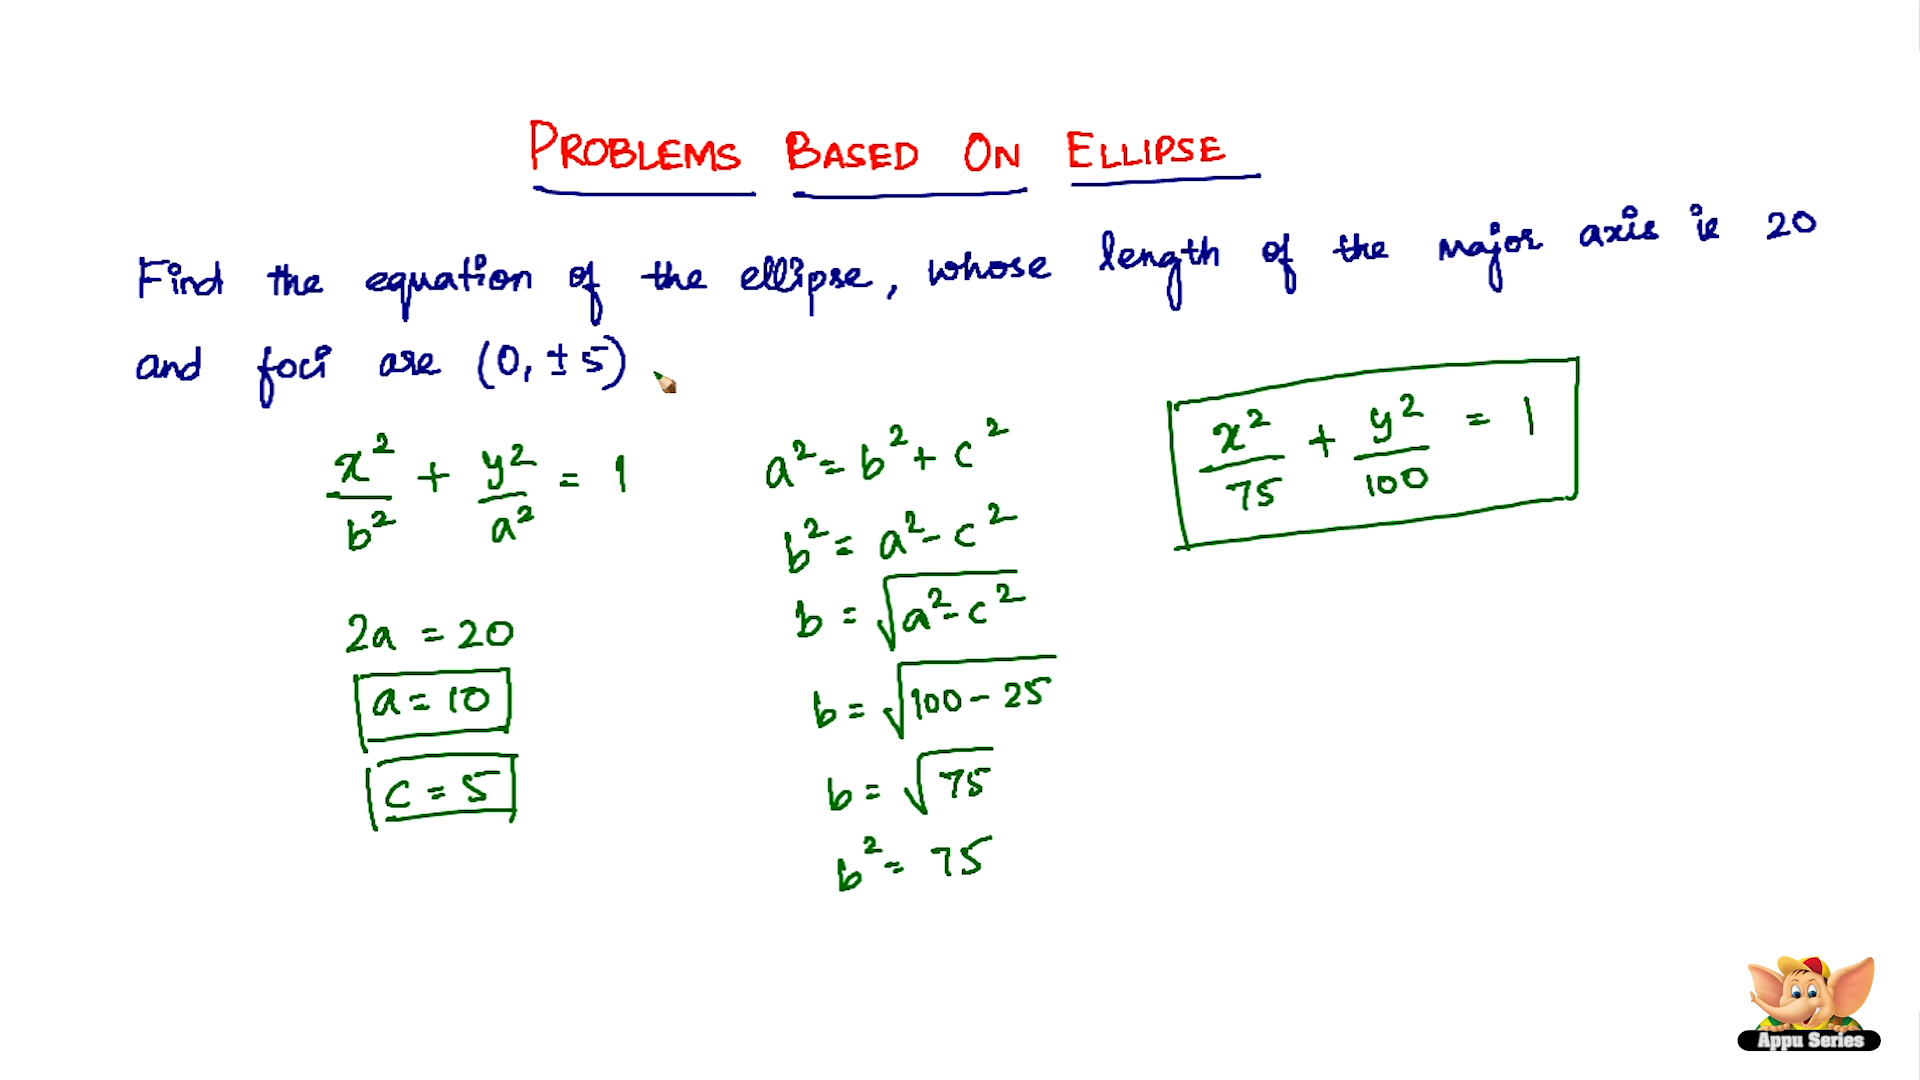 PROBLEMS BASED ON ELLIPSE
Find the equation of the ellipse, whose length of the major axis is 20
and foci are (0, ±5)
x²/b² + y²/a² = 1
2a = 20
a = 10
c = 5
a² = b² + c²
b² = a² - c²
b = √(a² - c²)
b = √(100 - 25)
b = √75
b² = 75
x²/75 + y²/100 = 1
Appu Series